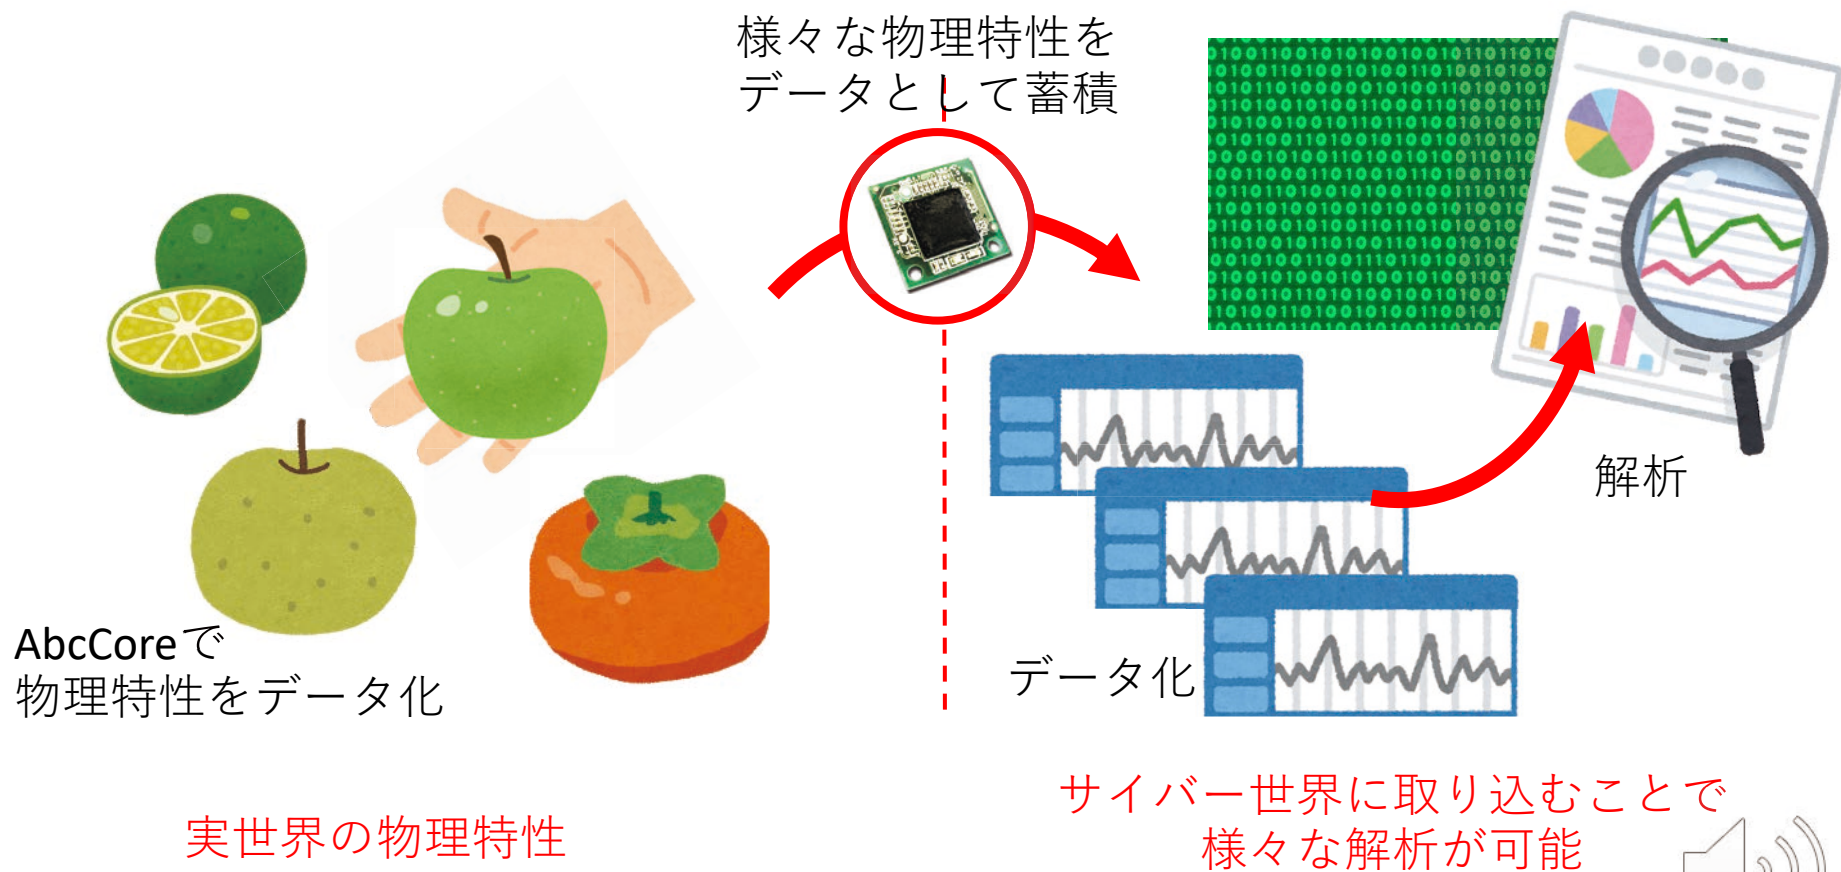 様々な物理特性を
データとして蓄積
AbcCoreで
物理特性をデータ化
データ化
解析
実世界の物理特性
サイバー世界に取り込むことで
様々な解析が可能